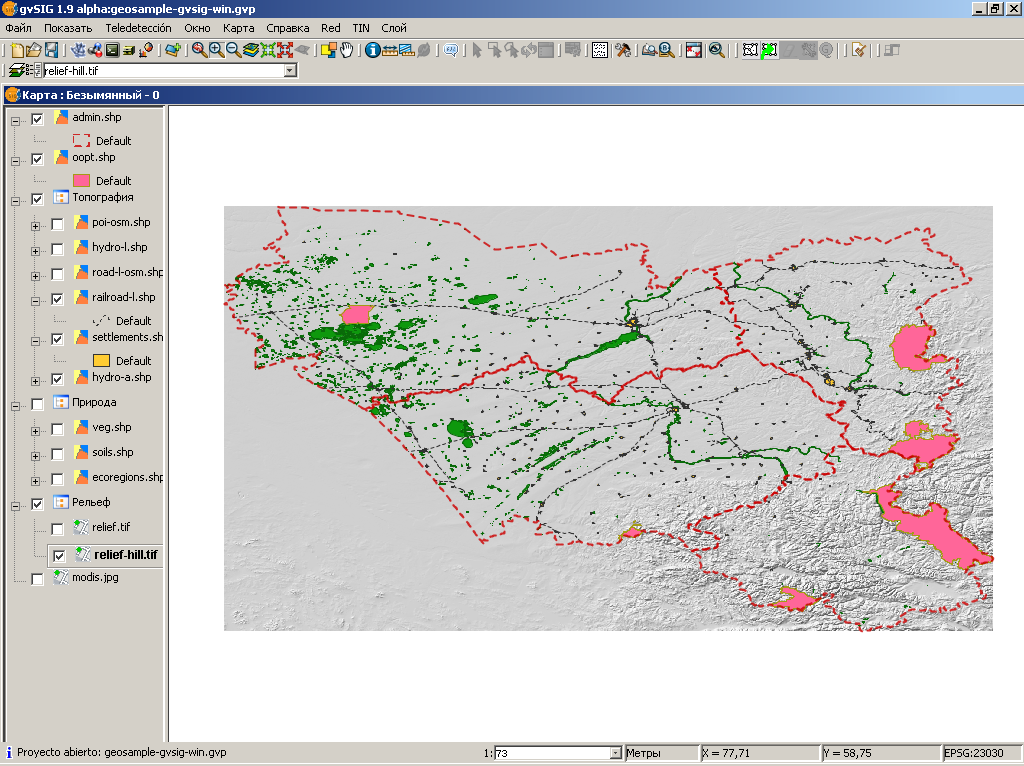 gvSIG 1.9 alpha:geosample-gvsig-win.gvp
Файл Показать Teledetección Окно Карта Справка Red TIN Слой
relief-hill.tif
Карта : Безымянный - 0
admin.shp
Default
oopt.shp
Default
Топография
poi-osm.shp
hydro-l.shp
road-l-osm.shp
railroad-l.shp
Default
settlements.sh
Default
hydro-a.shp
Природа
veg.shp
soils.shp
ecoregions.shp
Рельеф
relief.tif
relief-hill.tif
modis.jpg
Proyecto abierto: geosample-gvsig-win.gvp 1: 73 Метры X = 77,71 Y = 58,75 EPSG:23030